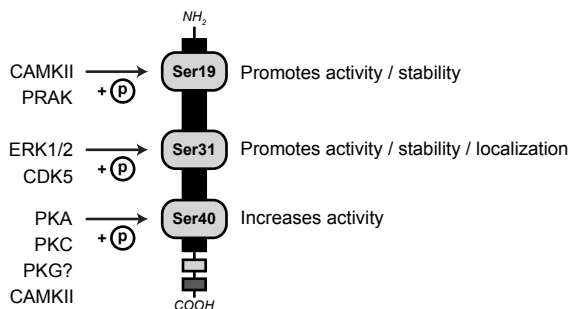 NH2
CAMKII
PRAK
+ p
Ser19
Promotes activity / stability
ERK1/2
CDK5
+ p
Ser31
Promotes activity / stability / localization
PKA
PKC
PKG?
CAMKII
+ p
Ser40
Increases activity
COOH